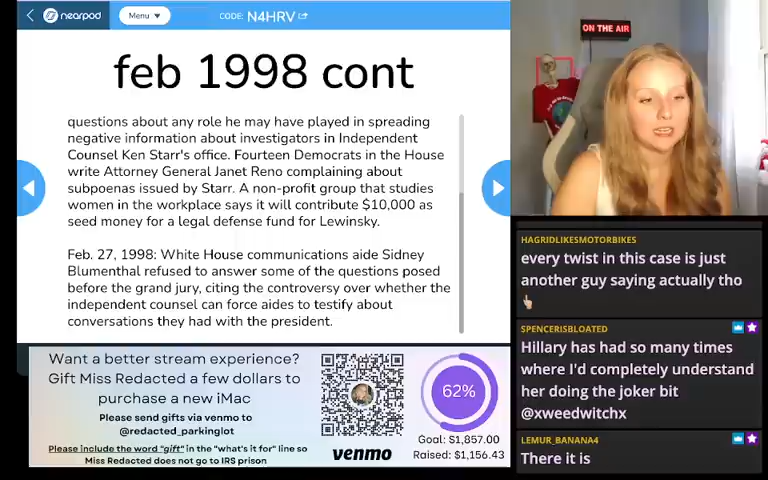 nearpod
Menu
CODE: N4HRV
ON THE AIR
feb 1998 cont
questions about any role he may have played in spreading
negative information about investigators in Independent
Counsel Ken Starr's office. Fourteen Democrats in the House
write Attorney General Janet Reno complaining about
subpoenas issued by Starr. A non-profit group that studies
women in the workplace says it will contribute $10,000 as
seed money for a legal defense fund for Lewinsky.
Feb. 27, 1998: White House communications aide Sidney
Blumenthal refused to answer some of the questions posed
before the grand jury, citing the controversy over whether the
independent counsel can force aides to testify about
conversations they had with the president.
Want a better stream experience?
Gift Miss Redacted a few dollars to
purchase a new iMac
Please send gifts via venmo to
@redacted_parkinglot
Please include the word "gift" in the "what's it for" line so
Miss Redacted does not go to IRS prison
venmo
62%
Goal: $1,857.00
Raised: $1,156.43
HAGRIDLIKESMOTORBIKES
every twist in this case is just
another guy saying actually tho
SPENCERISBLOATED
Hillary has had so many times
where I'd completely understand
her doing the joker bit
@xweedwitchx
LEMUR_BANANA4
There it is